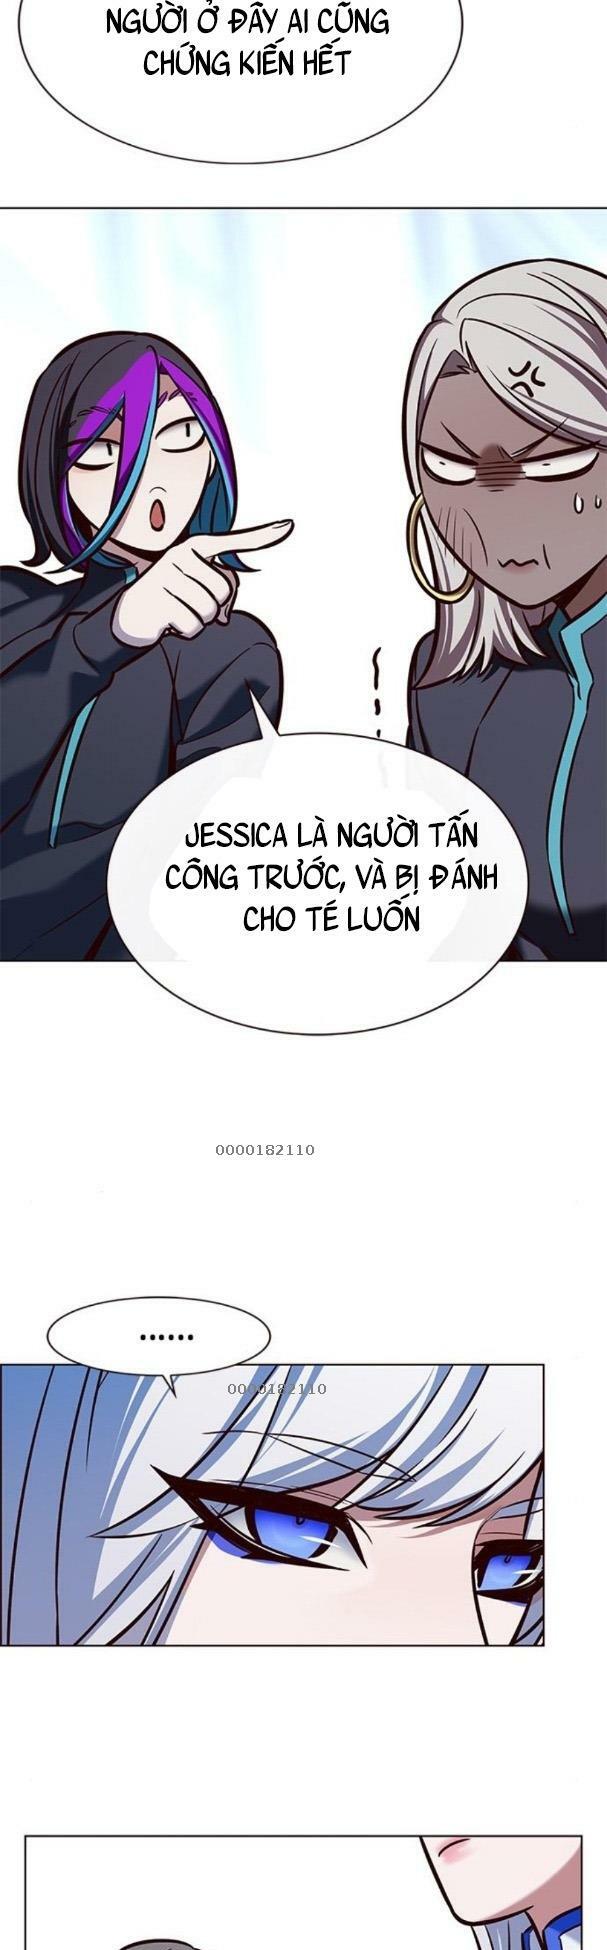 NGƯỜI Ở ĐÂY AI CŨNG
CHỨNG KIẾN HẾT
JESSICA LÀ NGƯỜI TẤN
CÔNG TRƯỚC, VÀ BỊ ĐÁNH
CHO TÉ LUÔN
0000182110
......
0000182110